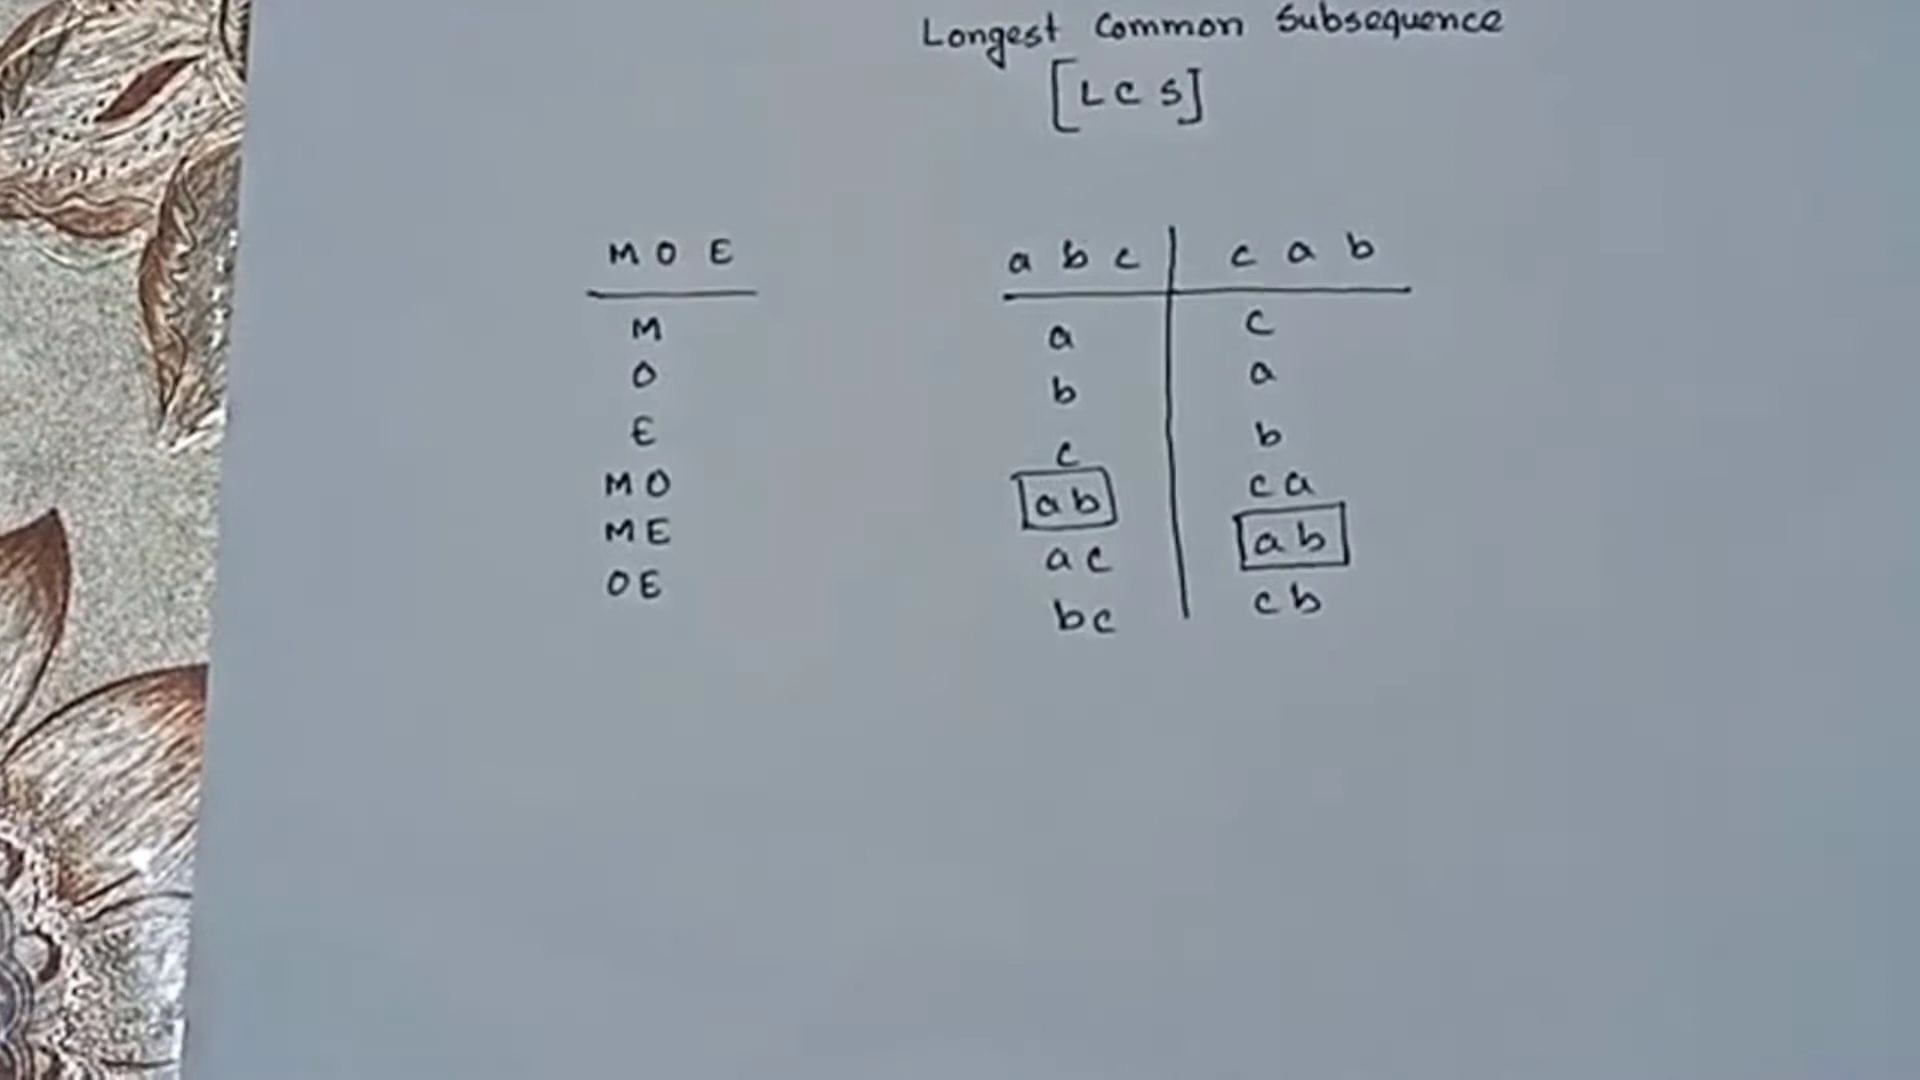 Longest Common Subsequence
[LCS]
M O E
M
O
E
MO
ME
OE
a b c | c a b
a | c
b | a
c | b
ab | ca
ac | ab
bc | cb